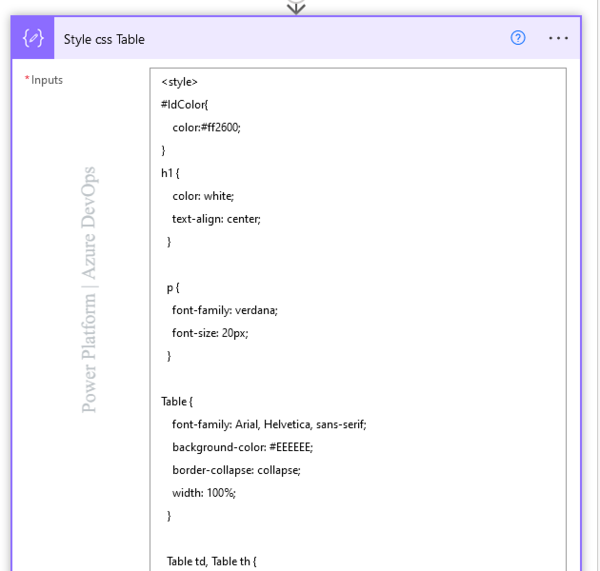 Style css Table
* Inputs
<style>
#IdColor{
color:#ff2600;
}
h1 {
color: white;
text-align: center;
}
p {
font-family: verdana;
font-size: 20px;
}
Table {
font-family: Arial, Helvetica, sans-serif;
background-color: #EEEEEE;
border-collapse: collapse;
width: 100%;
}
Table td, Table th {
Power Platform | Azure DevOps